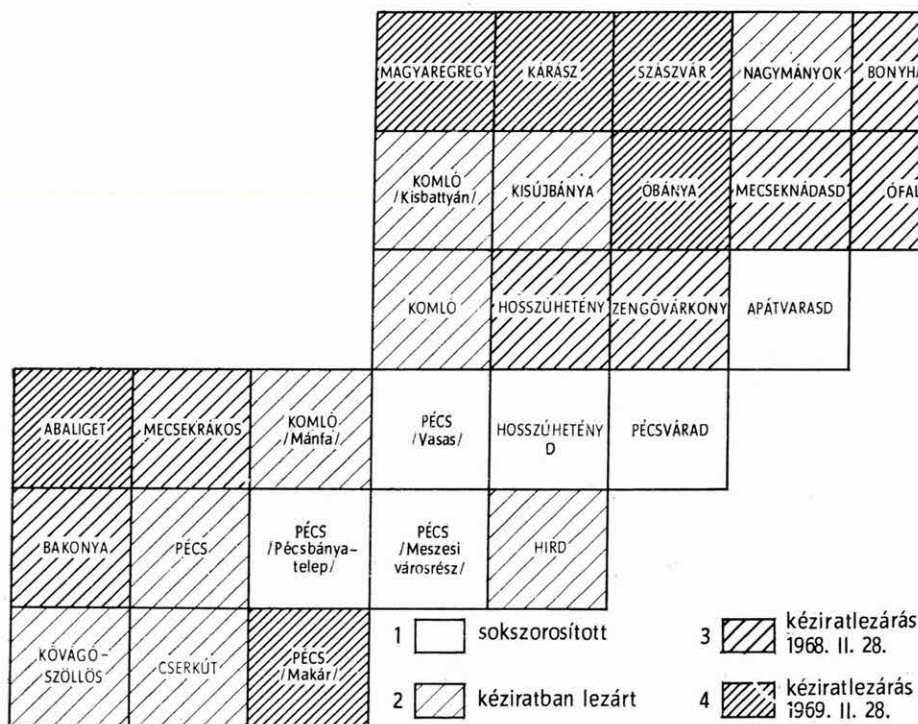 MAGYAREGREGY
KÁRÁSZ
SZÁSZVÁR
NAGYMÁNYOK
BONYHA
KOMLÓ
/Kisbattyán/
KISÚJBÁNYA
ÓBÁNYA
MECSEKNÁDASD
ÓFAL
KOMLÓ
HOSSZÚHETÉNY
ZENGŐVÁRKONY
APÁTVARASD
ABALIGET
MECSEKRÁKOS
KOMLÓ
/Mánfa/
PÉCS
/Vasas/
HOSSZÚHETÉNY
D
PÉCSVÁRAD
BAKONYA
PÉCS
PÉCS
/Pécsbánya-
telep/
PÉCS
/Meszesi
városrész/
HIRD
KŐVÁGÓ-
SZÖLLÖS
CSERKÚT
PÉCS
/Makár/
1 sokszorosított
2 kéziratban lezárt
3 kéziratlezárás
1968. II. 28.
4 kéziratlezárás
1969. II. 28.